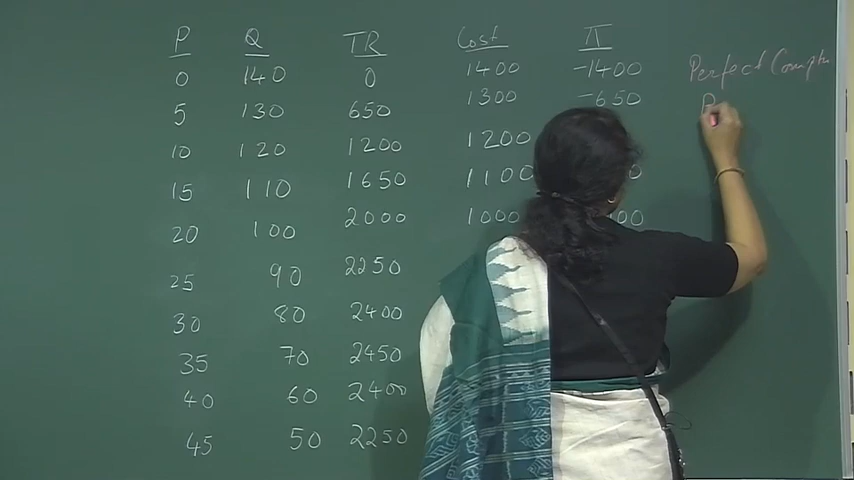 P Q TR Cost π
0 140 0 1400 -1400 Perfect
5 130 650 1300 -650 P
10 120 1200 1200
15 110 1650 1100
20 100 2000 1000
25 90 2250
30 80 2400
35 70 2450
40 60 2400
45 50 2250